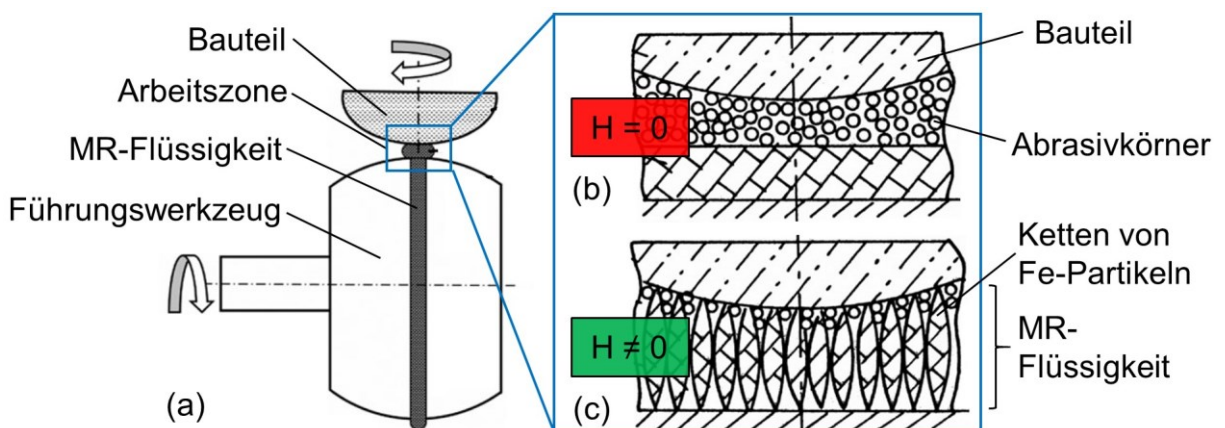 Bauteil
Arbeitszone
MR-Flüssigkeit
Führungswerkzeug
(a)
H = 0
(b)
Bauteil
Abrasivkörner
H ≠ 0
(c)
Ketten von
Fe-Partikeln
MR-
Flüssigkeit